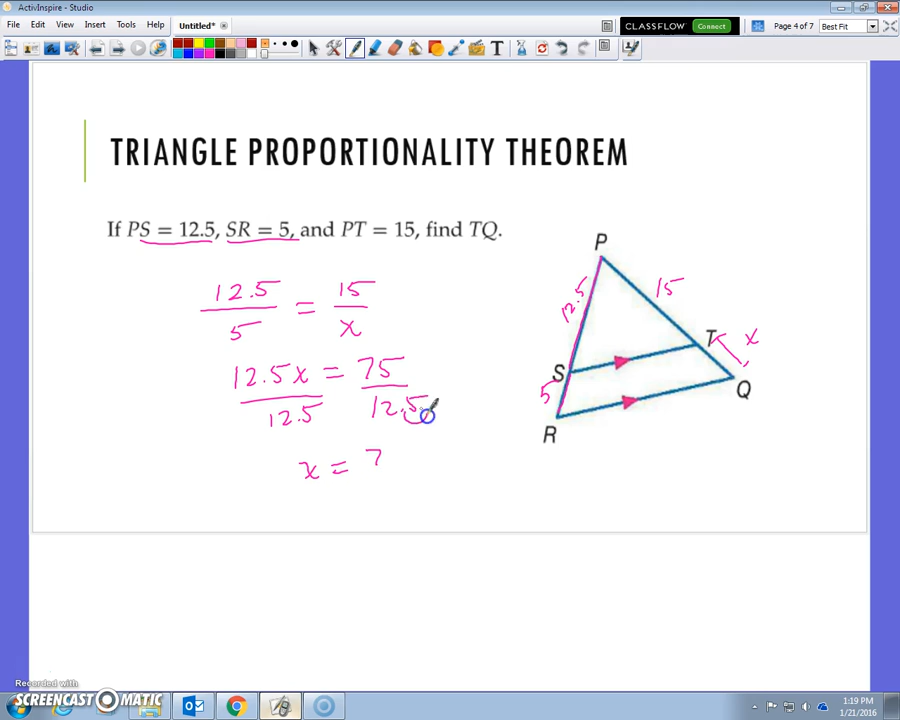 ActivInspire - Studio
File Edit View Insert Tools Help Untitled* CLASSFLOW Connect Page 4 of 7 Best Fit
TRIANGLE PROPORTIONALITY THEOREM
If PS = 12.5, SR = 5, and PT = 15, find TQ.
12.5 = 15
5 x
12.5x = 75
12.5 12.5
x = 7
P
12.5 15
S T x
5 Q
R
Recorded with
SCREENCAST MATIC
1:19 PM
1/21/2016